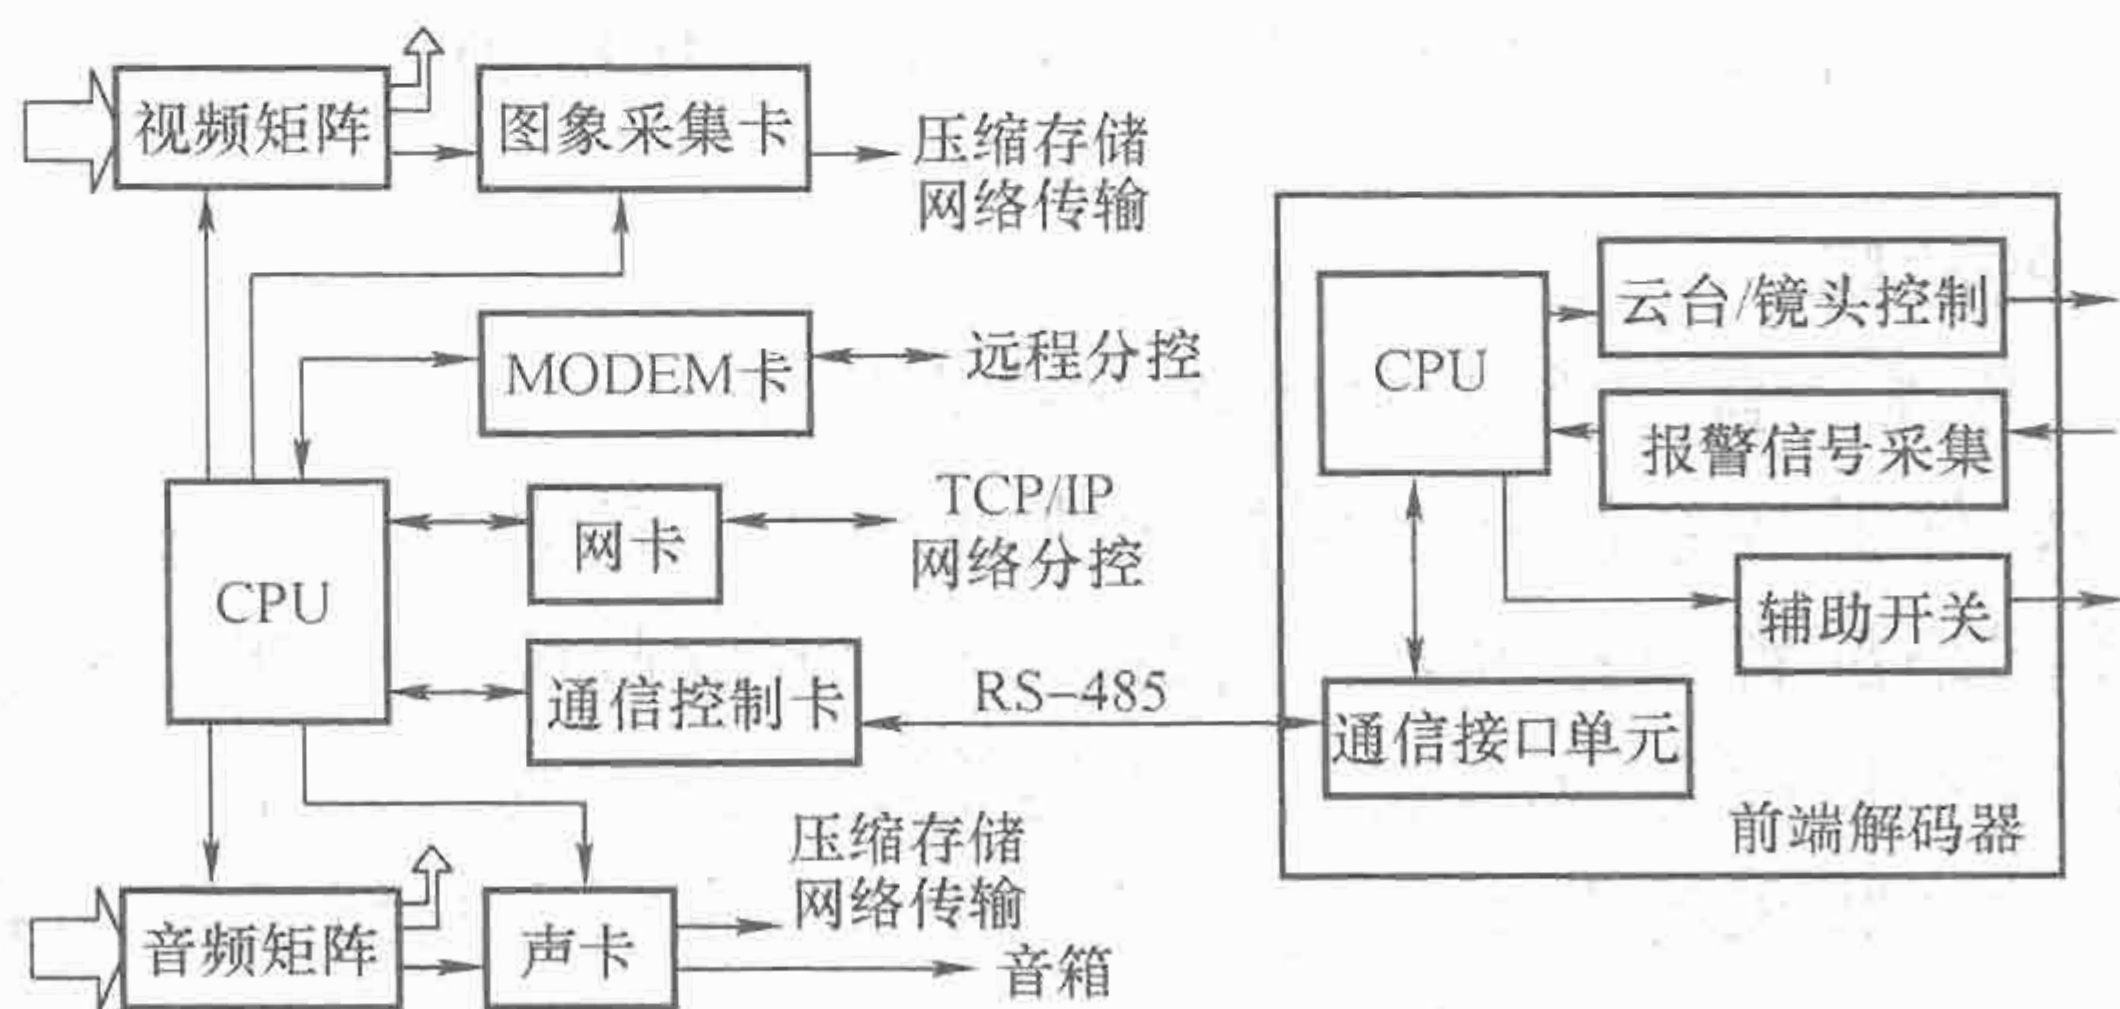 视频矩阵
图象采集卡
压缩存储
网络传输
MODEM卡
远程分控
CPU
网卡
TCP/IP
网络分控
通信控制卡
RS-485
音频矩阵
声卡
压缩存储
网络传输
音箱
CPU
云台/镜头控制
报警信号采集
辅助开关
通信接口单元
前端解码器